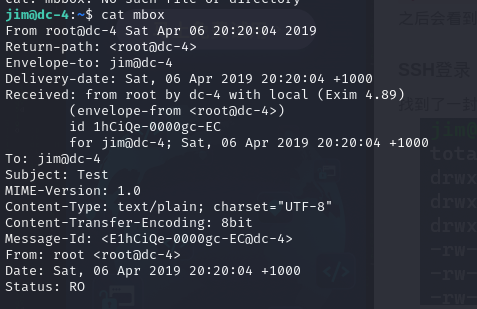 cat: mbbox: No such file or directory
jim@dc-4:~$ cat mbox
From root@dc-4 Sat Apr 06 20:20:04 2019
Return-path: <root@dc-4>
Envelope-to: jim@dc-4
Delivery-date: Sat, 06 Apr 2019 20:20:04 +1000
Received: from root by dc-4 with local (Exim 4.89)
        (envelope-from <root@dc-4>)
        id 1hCiQe-0000gc-EC
        for jim@dc-4; Sat, 06 Apr 2019 20:20:04 +1000
To: jim@dc-4
Subject: Test
MIME-Version: 1.0
Content-Type: text/plain; charset="UTF-8"
Content-Transfer-Encoding: 8bit
Message-Id: <E1hCiQe-0000gc-EC@dc-4>
From: root <root@dc-4>
Date: Sat, 06 Apr 2019 20:20:04 +1000
Status: RO
之后会看到
SSH登录
找到了一封
jim@
tota
drwx
drwx
drwx
-rw-
-rw-
-rw-